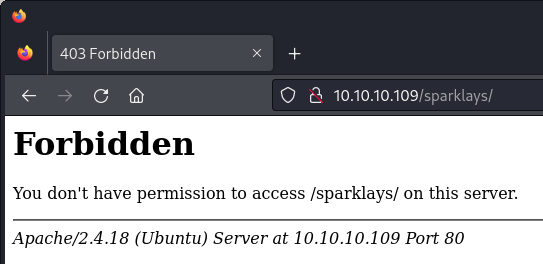 403 Forbidden
10.10.10.109/sparklays/
Forbidden
You don't have permission to access /sparklays/ on this server.
Apache/2.4.18 (Ubuntu) Server at 10.10.10.109 Port 80